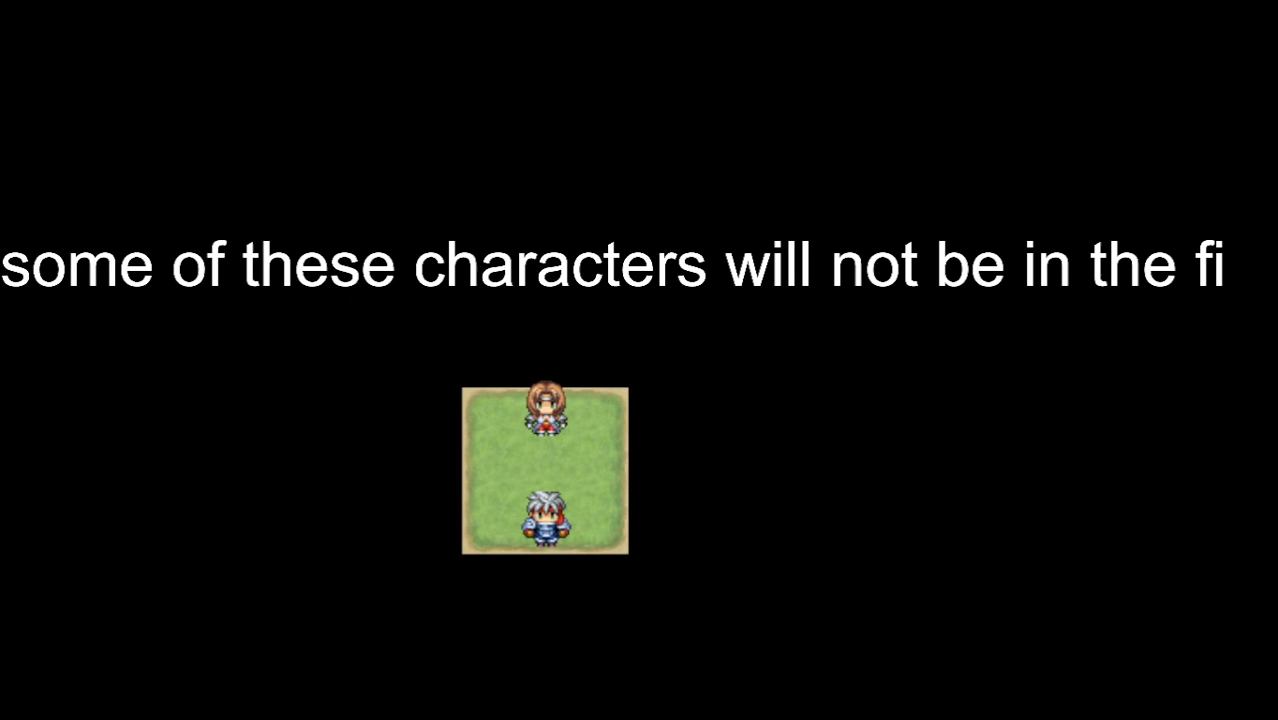 some of these characters will not be in the fi